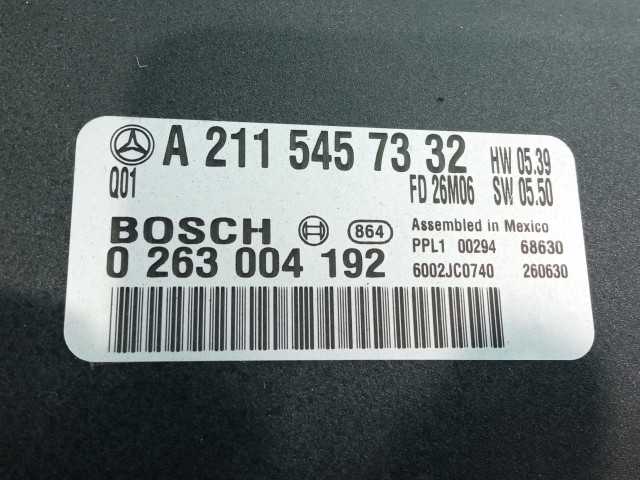 A 211 545 73 32 HW 05.39
Q01 FD 26M06 SW 05.50
BOSCH 864 Assembled in Mexico
PPL1 00294 68630
0 263 004 192 6002JC0740 260630